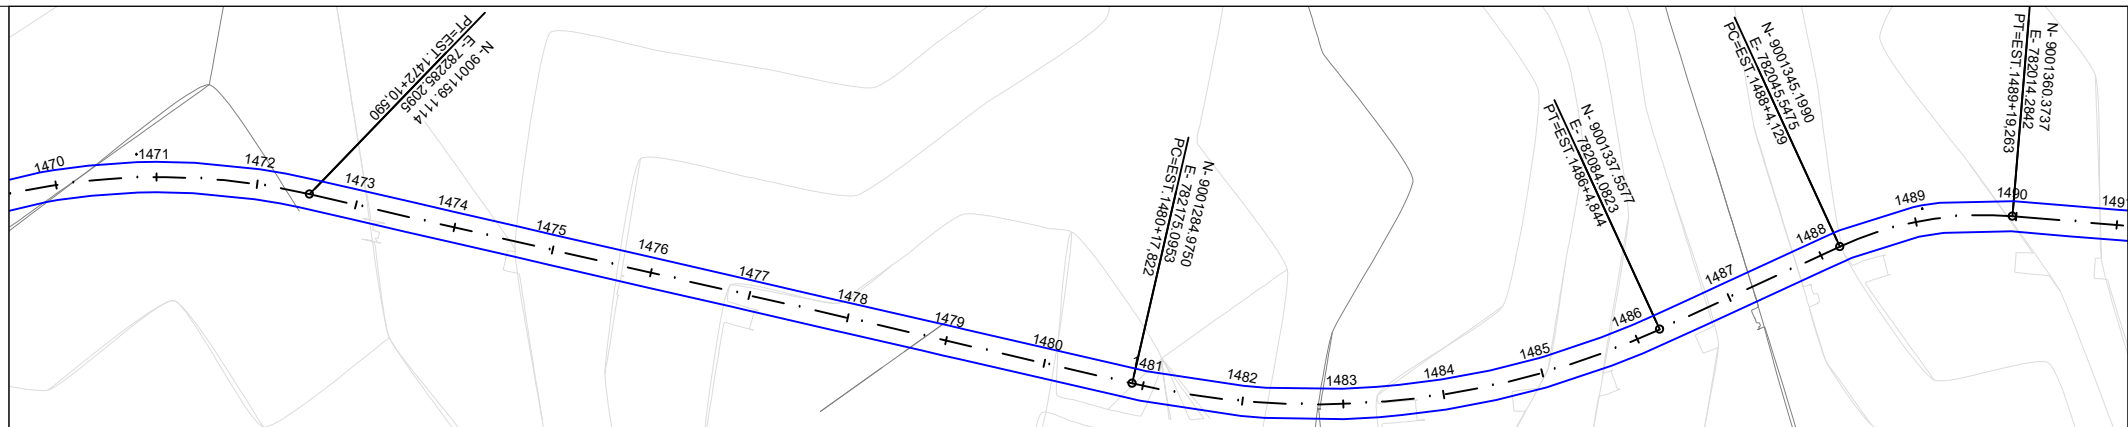 1470
1471
1472
N- 9001159.1114
E- 782285.2095
PT=EST.1472+10,590
1473
1474
1475
1476
1477
1478
1479
1480
N- 9001284.9750
E- 782175.0953
PC=EST.1480+17,822
1481
1482
1483
1484
1485
1486
N- 9001337.5577
E- 782084.0823
PT=EST.1486+4,844
1487
1488
N- 9001345.1990
E- 782045.5475
PC=EST.1488+4,129
1489
1490
N- 9001360.3737
E- 782014.2842
PT=EST.1489+19,263
1491